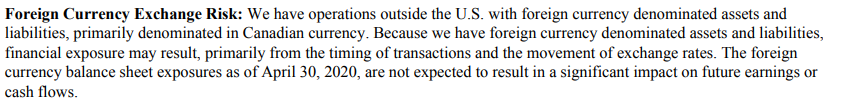 Foreign Currency Exchange Risk: We have operations outside the U.S. with foreign currency denominated assets and
liabilities, primarily denominated in Canadian currency. Because we have foreign currency denominated assets and liabilities,
financial exposure may result, primarily from the timing of transactions and the movement of exchange rates. The foreign
currency balance sheet exposures as of April 30, 2020, are not expected to result in a significant impact on future earnings or
cash flows.